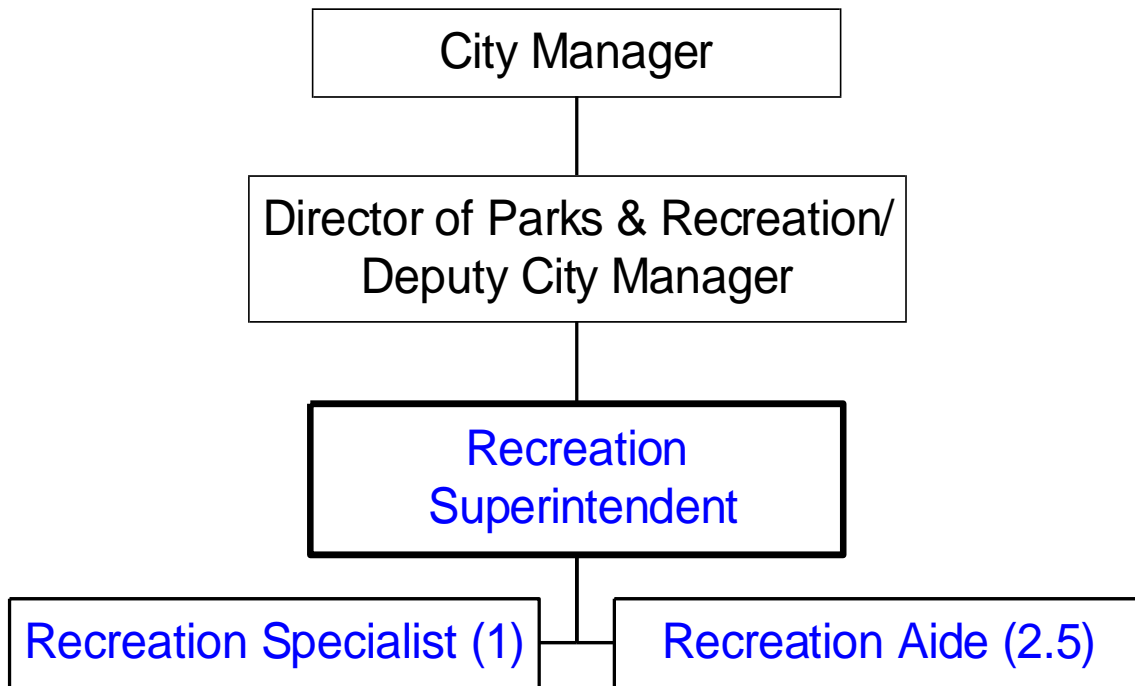 City Manager
Director of Parks & Recreation/
Deputy City Manager
Recreation
Superintendent
Recreation Specialist (1)
Recreation Aide (2.5)